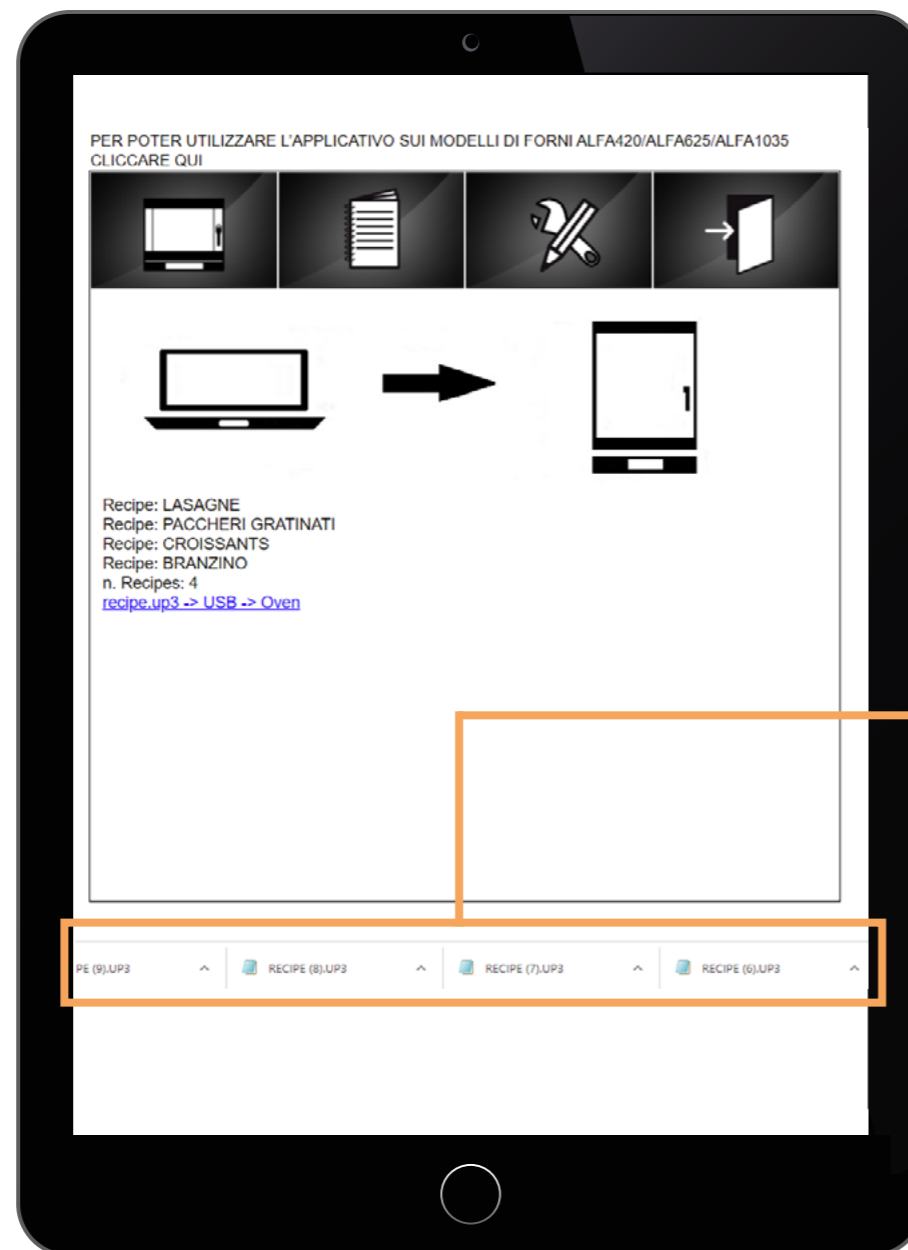 PER POTER UTILIZZARE L'APPLICATIVO SUI MODELLI DI FORNI ALFA420/ALFA625/ALFA1035
CLICCARE QUI
Recipe: LASAGNE
Recipe: PACCHERI GRATINATI
Recipe: CROISSANTS
Recipe: BRANZINO
n. Recipes: 4
recipe.up3 -> USB -> Oven
PE (9).UP3 RECIPE (8).UP3 RECIPE (7).UP3 RECIPE (6).UP3